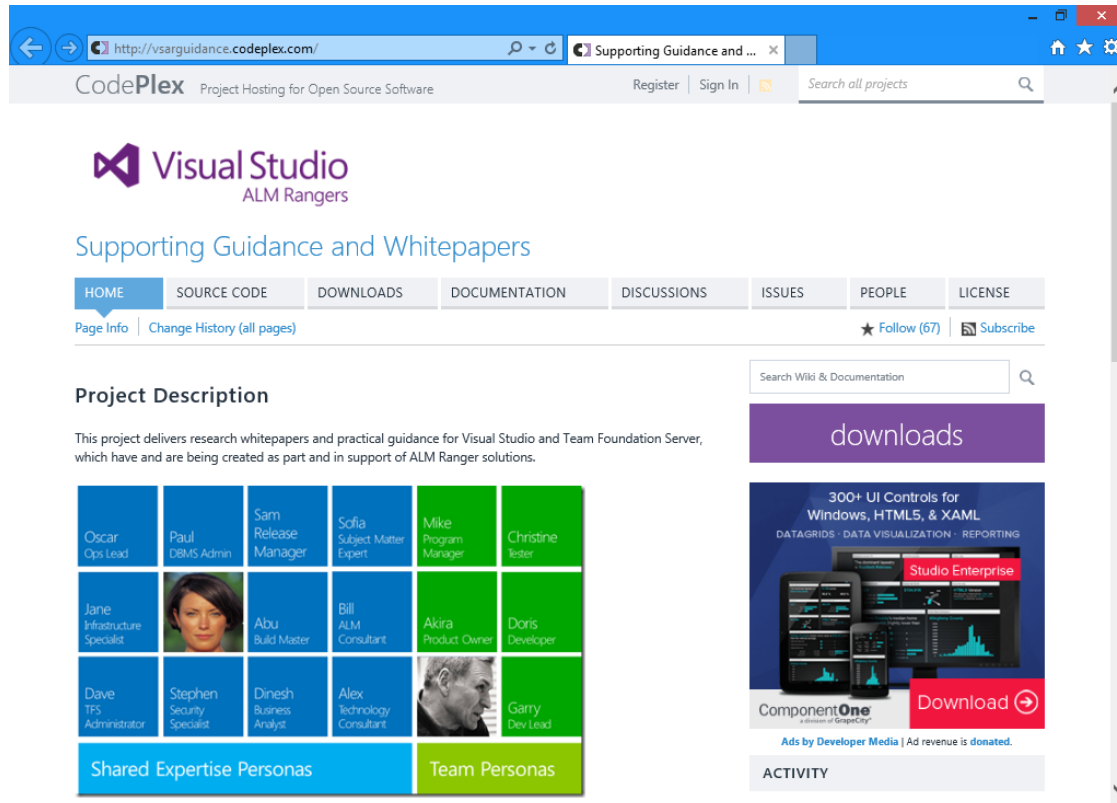 http://vsarguidance.codeplex.com/
Supporting Guidance and ...
CodePlex Project Hosting for Open Source Software
Register Sign In
Search all projects
Visual Studio
ALM Rangers
Supporting Guidance and Whitepapers
HOME SOURCE CODE DOWNLOADS DOCUMENTATION DISCUSSIONS ISSUES PEOPLE LICENSE
Page Info Change History (all pages)
Follow (67) Subscribe
Search Wiki & Documentation
Project Description
downloads
This project delivers research whitepapers and practical guidance for Visual Studio and Team Foundation Server,
which have and are being created as part and in support of ALM Ranger solutions.
Oscar
Ops Lead
Paul
DBMS Admin
Sam
Release
Manager
Sofia
Subject Matter
Expert
Mike
Program
Manager
Christine
Tester
Jane
Infrastructure
Specialist
Abu
Build Master
Bill
ALM
Consultant
Akira
Product Owner
Doris
Developer
Dave
TFS
Administrator
Stephen
Security
Specialist
Dinesh
Business
Analyst
Alex
Technology
Consultant
Garry
Dev Lead
Shared Expertise Personas
Team Personas
300+ UI Controls for
Windows, HTML5, &
XAML
DATAGRIDS · DATA VISUALIZATION · REPORTING
Studio Enterprise
ComponentOne
a division of GrapeCity
Download
Ads by Developer Media | Ad revenue is donated.
ACTIVITY